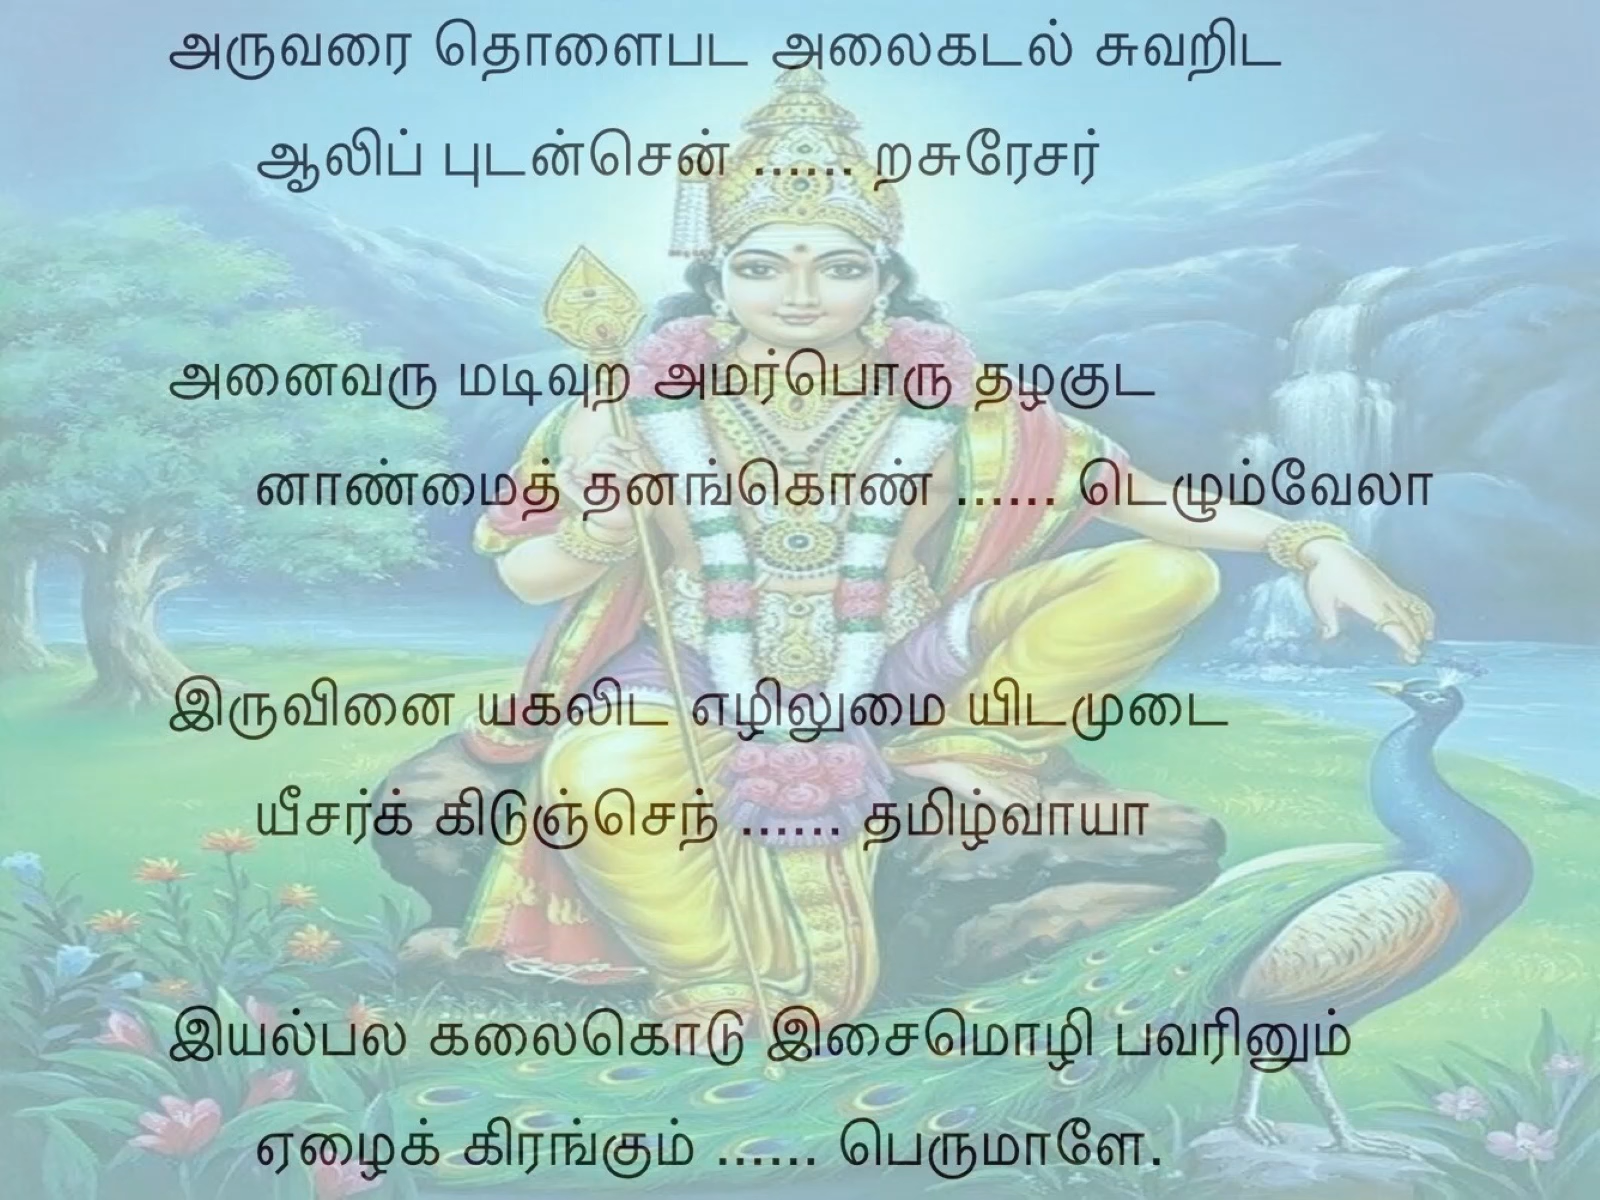 அருவரை தொளைபட அலைகடல் சுவறிட
ஆலிப் புடன்சென் ...... றசுரேசர்
அனைவரு மடிவுற அமர்பொரு தழகுட
னாண்மைத் தனங்கொண் ...... டெழும்வேலா
இருவினை யகலிட எழிலுமை யிடமுடை
யீசர்க் கிடுஞ்செந் ...... தமிழ்வாயா
இயல்பல கலைகொடு இசைமொழி பவரினும்
ஏழைக் கிரங்கும் ...... பெருமாளே.